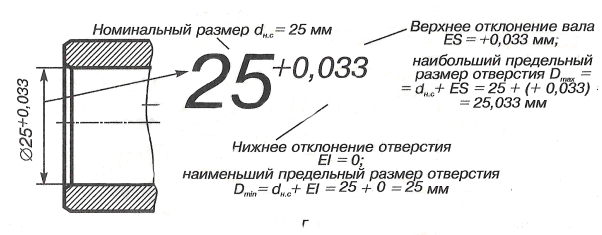 Номинальный размер dн.с = 25 мм
25+0,033
Верхнее отклонение вала
ES = +0,033 мм;
наибольший предельный
размер отверстия Dmax =
= dн.с + ES = 25 + (+ 0,033)
= 25,033 мм
Ø25+0,033
Нижнее отклонение отверстия
EI = 0;
наименьший предельный размер отверстия
Dmin = dн.с + EI = 25 + 0 = 25 мм
г